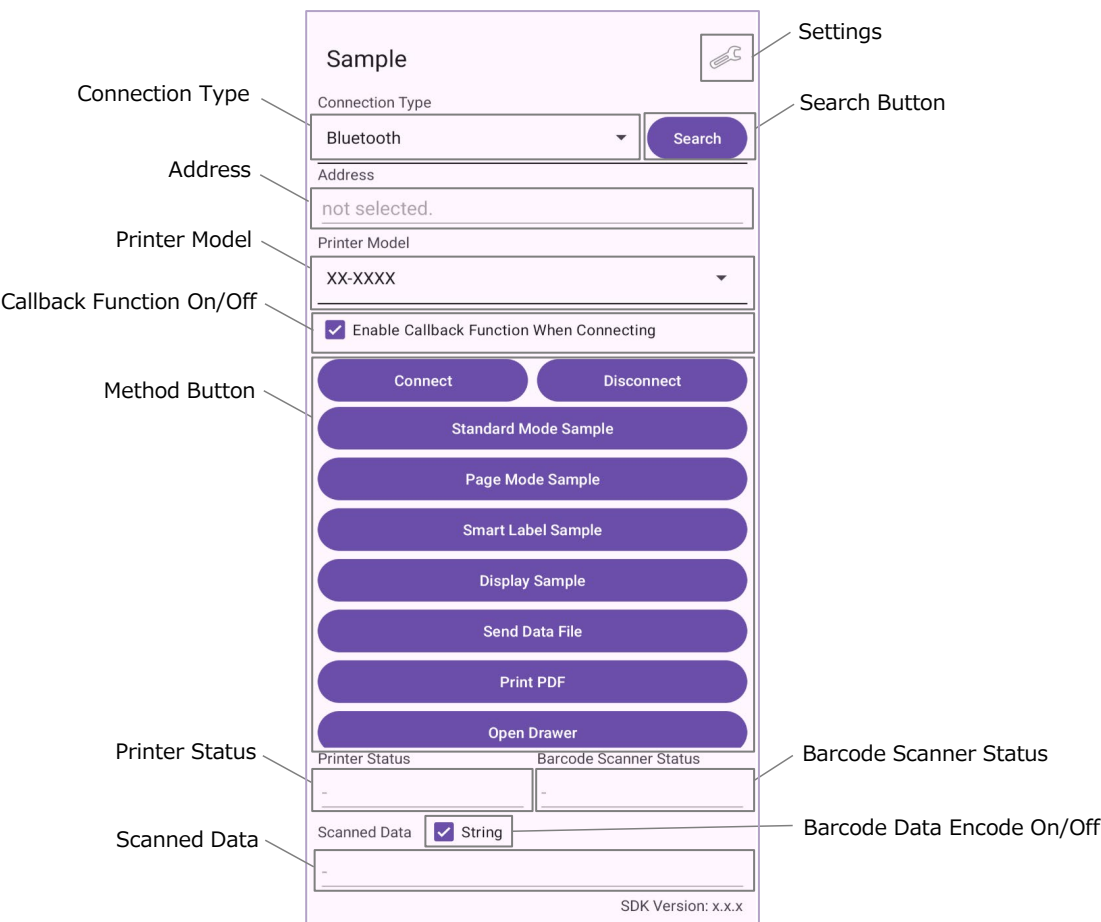 Settings
Sample
Connection Type
Connection Type
Search Button
Bluetooth
Search
Address
Address
not selected.
Printer Model
Printer Model
XX-XXXX
Callback Function On/Off
Enable Callback Function When Connecting
Method Button
Connect
Disconnect
Standard Mode Sample
Page Mode Sample
Smart Label Sample
Display Sample
Send Data File
Print PDF
Open Drawer
Printer Status
Printer Status
Barcode Scanner Status
Barcode Scanner Status
-
-
Scanned Data
Scanned Data
String
Barcode Data Encode On/Off
-
SDK Version: x.x.x